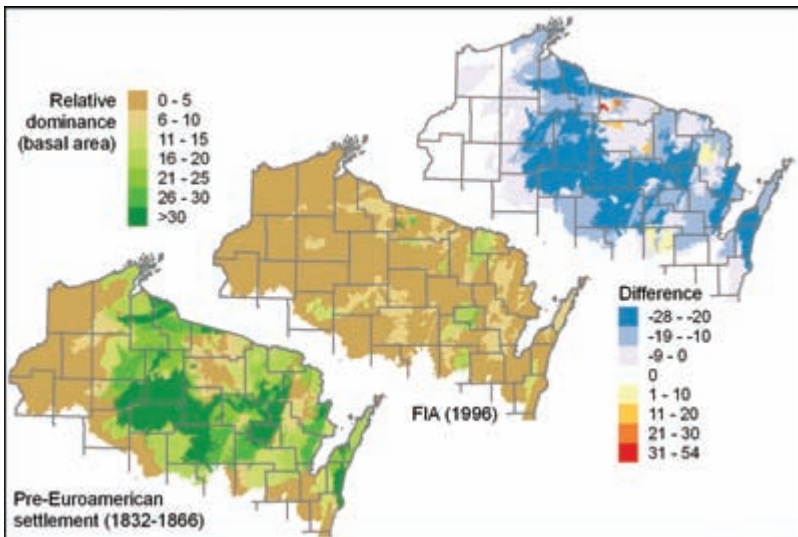 Relative
dominance
(basal area)
0 - 5
6 - 10
11 - 15
16 - 20
21 - 25
26 - 30
>30
Difference
-28 - -20
-19 - -10
-9 - 0
0
1 - 10
11 - 20
21 - 30
31 - 54
FIA (1996)
Pre-Euroamerican
settlement (1832-1866)